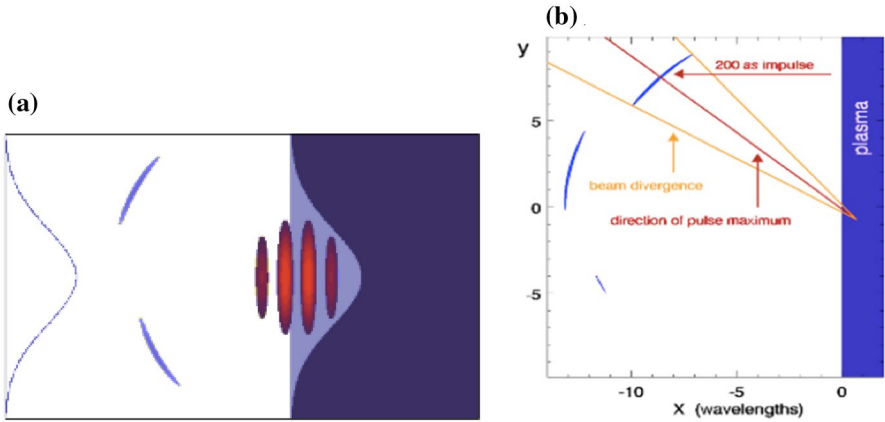 (a)
(b)
y
200 as impulse
5
beam divergence
plasma
0
direction of pulse maximum
-5
-10 -5 0
X (wavelengths)